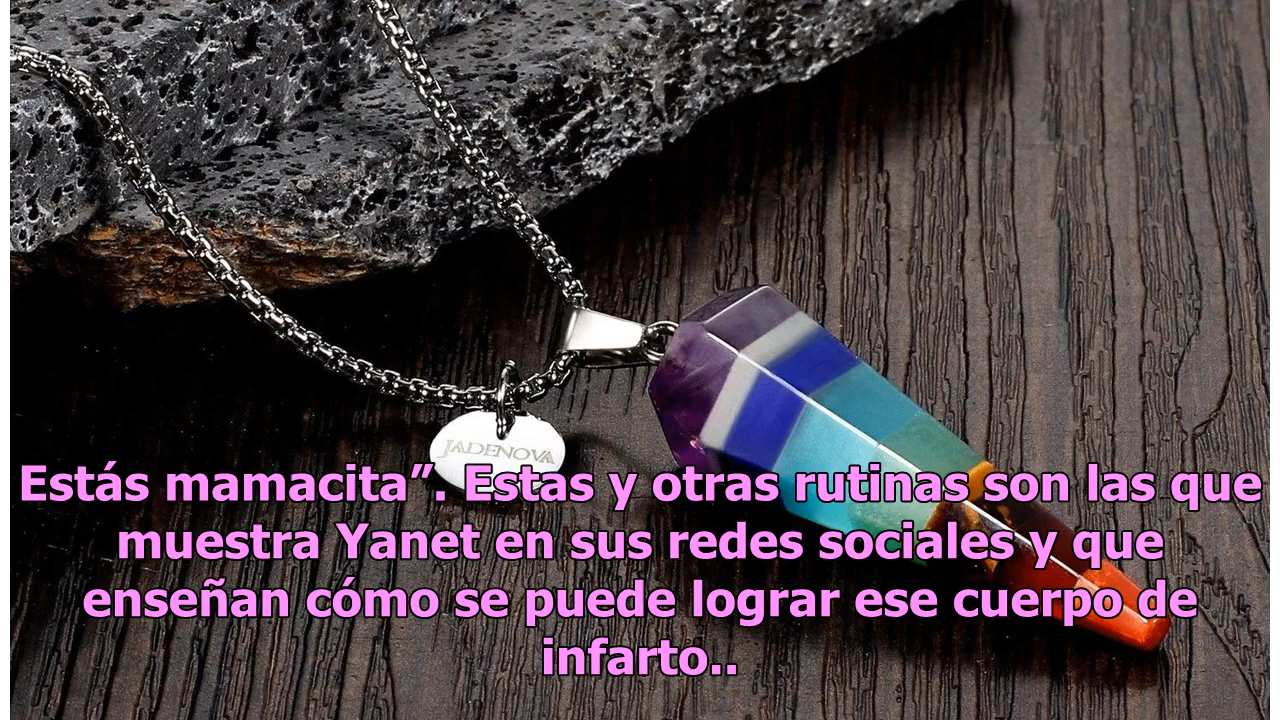 JADENOVA
Estás mamacita”. Estas y otras rutinas son las que
muestra Yanet en sus redes sociales y que
enseñan cómo se puede lograr ese cuerpo de
infarto..